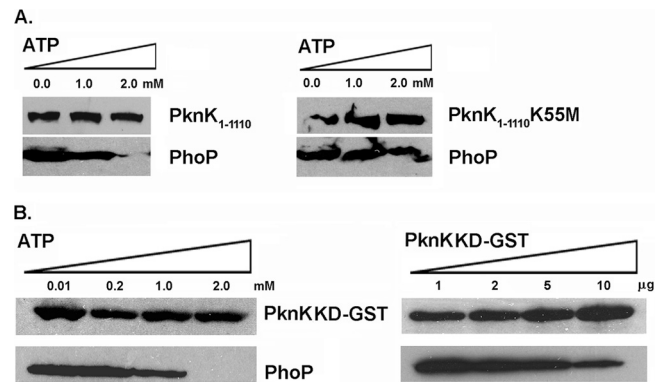 A.
ATP
0.0 1.0 2.0 mM
PknK1-1110
PhoP
ATP
0.0 1.0 2.0 mM
PknK1-1110K55M
PhoP
B.
ATP
0.01 0.2 1.0 2.0 mM
PknKKD-GST
PhoP
PknKKD-GST
1 2 5 10 µg